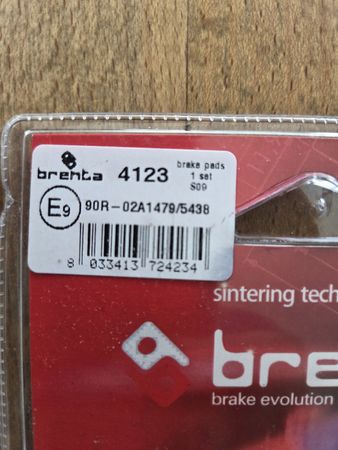 brenta 4123 brake pads
1 set
S09
E9 90R-02A1479/5438
8 033413 724234
sintering tech
bre
brake evolution